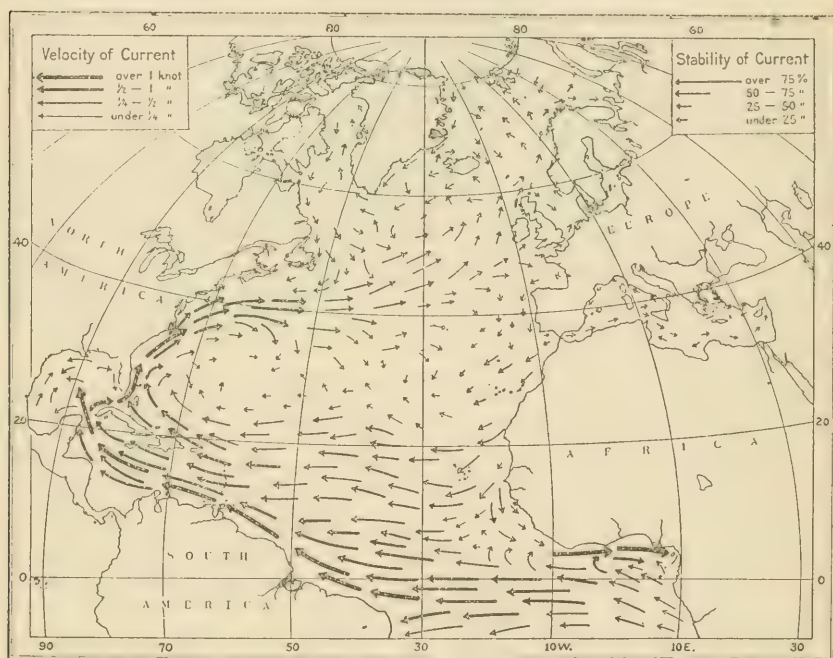 60 60 80
Velocity of Current
over 1 knot
½ – 1 "
¼ – ½ "
under ¼ "
Stability of Current
over 75%
50 – 75 "
25 – 50 "
under 25 "
NORTH
AMERICA
EUROPE
40 40
20 20
AFRICA
SOUTH
AMERICA
0 0
90 70 50 30 10W. 10E. 30